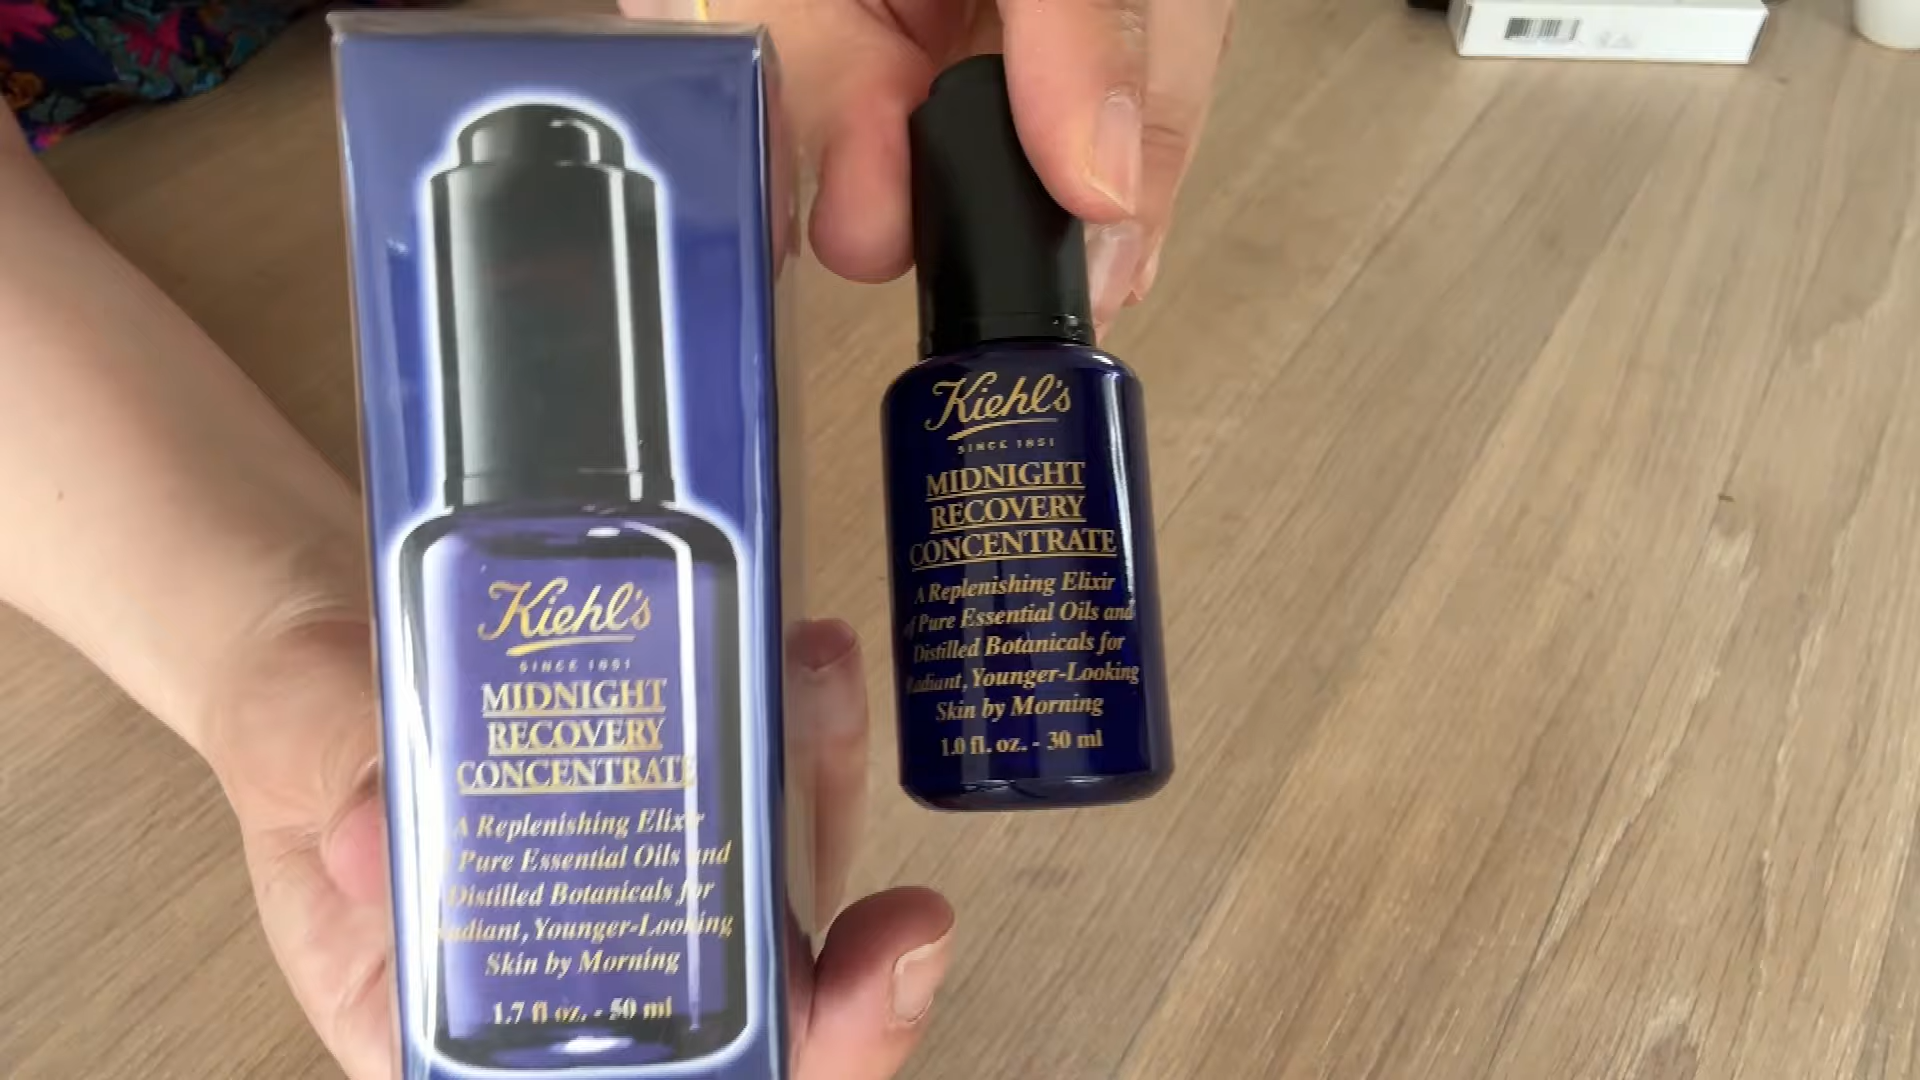 Kiehl's
SINCE 1851
MIDNIGHT
RECOVERY
CONCENTRATE
A Replenishing Elixir
Pure Essential Oils and
Distilled Botanicals for
Younger-Looking
Skin by Morning
1.7 fl oz. - 50 ml
Kiehl's
SINCE 1851
MIDNIGHT
RECOVERY
CONCENTRATE
A Replenishing Elixir
of Pure Essential Oils and
Distilled Botanicals for
Radiant, Younger-Looking
Skin by Morning
1.0 fl. oz. - 30 ml